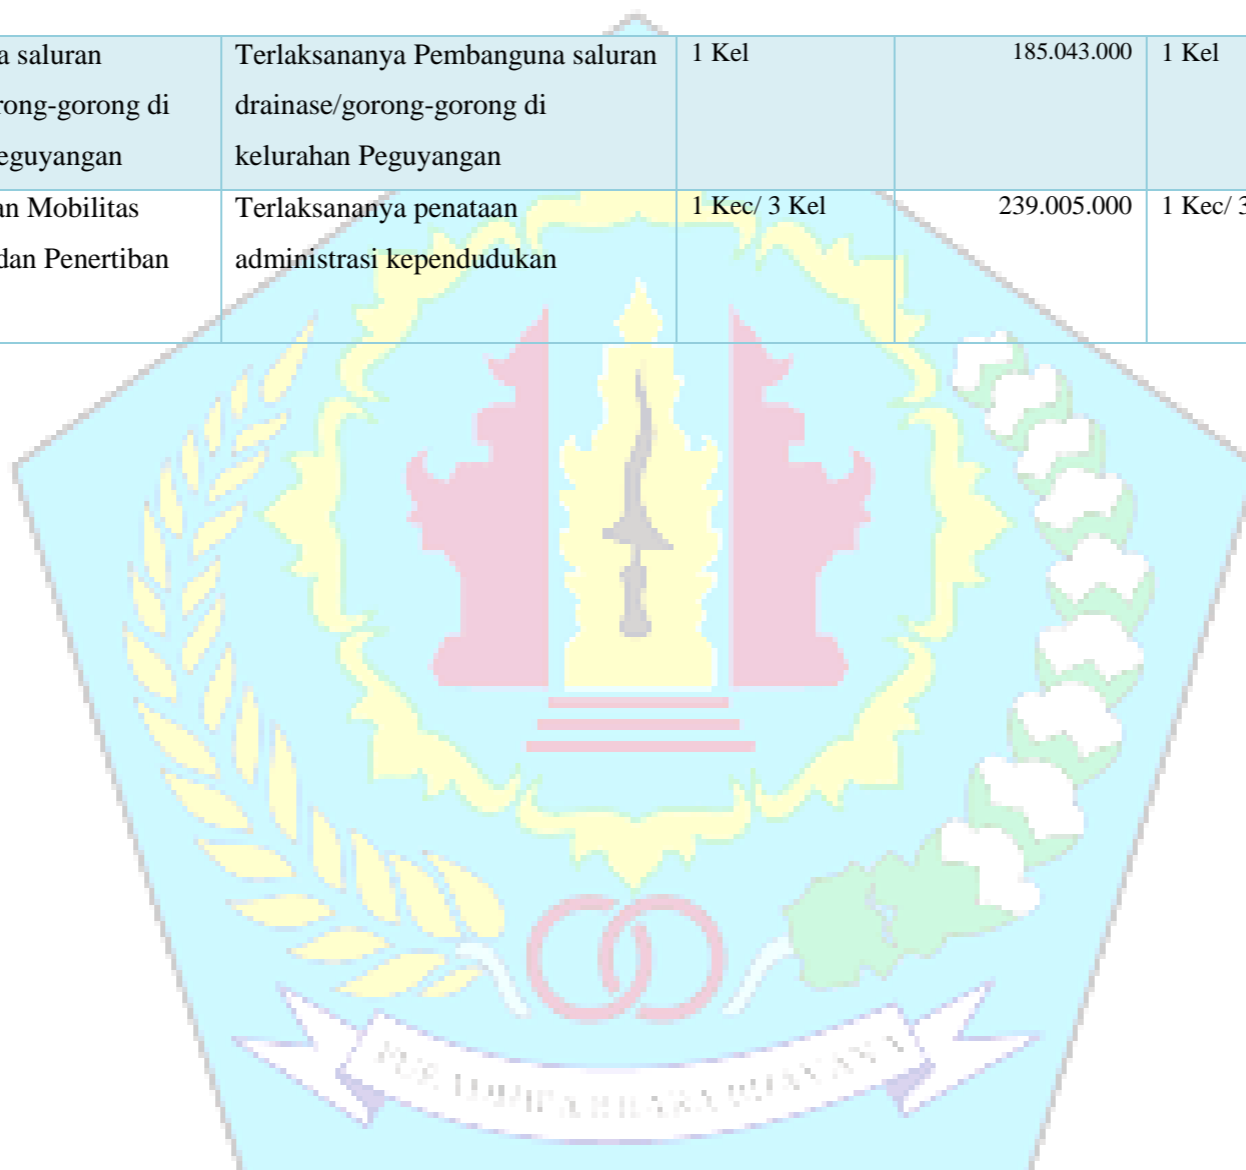 a saluran Terlaksananya Pembanguna saluran 1 Kel 185.043.000 1 Kel
rong-gorong di drainase/gorong-gorong di
eguyangan kelurahan Peguyangan
an Mobilitas Terlaksananya penataan 1 Kec/ 3 Kel 239.005.000 1 Kec/ 3
dan Penertiban administrasi kependudukan